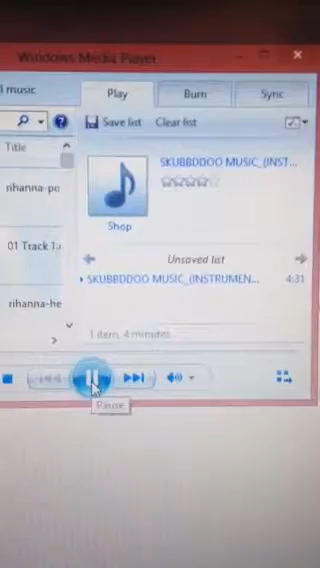 Windows Media Player
l music
Play
Burn
Sync
Save list
Clear list
Title
SKUBBDDOO MUSIC_(INST...
rihanna-po
Shop
01 Track 1
Unsaved list
SKUBBDDOO MUSIC_(INSTRUMEN...
4:31
rihanna-he
1 item, 4 minutes
Pause